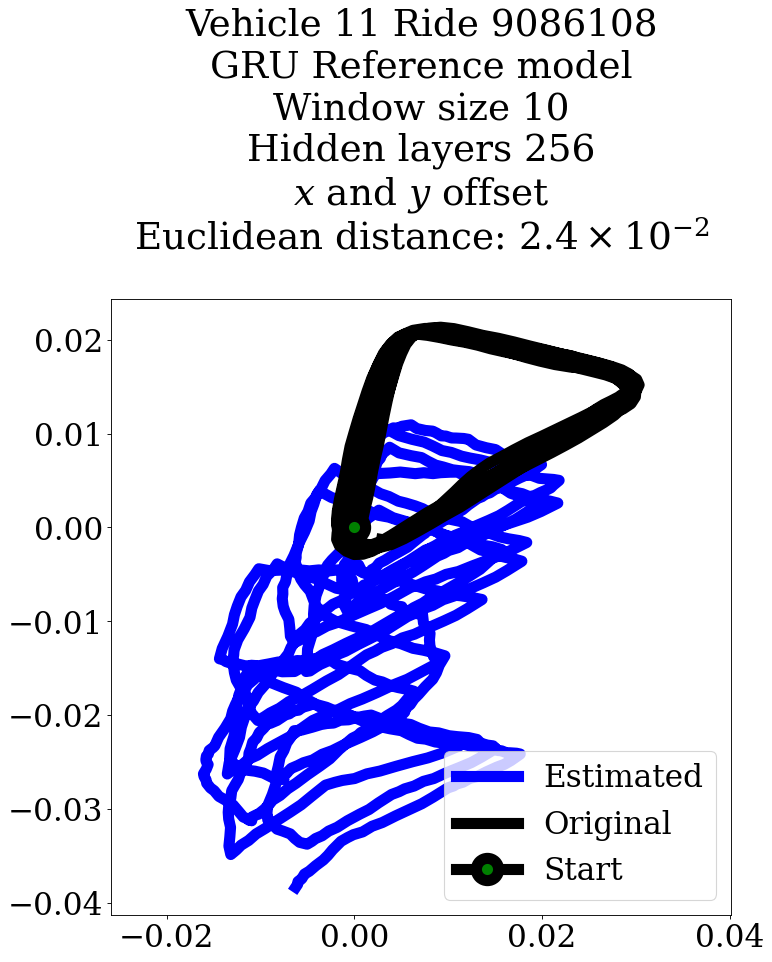 Vehicle 11 Ride 9086108
GRU Reference model
Window size 10
Hidden layers 256
x and y offset
Euclidean distance: 2.4 × 10⁻²
0.02
0.01
0.00
−0.01
−0.02
−0.03
−0.04
Estimated
Original
Start
−0.02 0.00 0.02 0.04